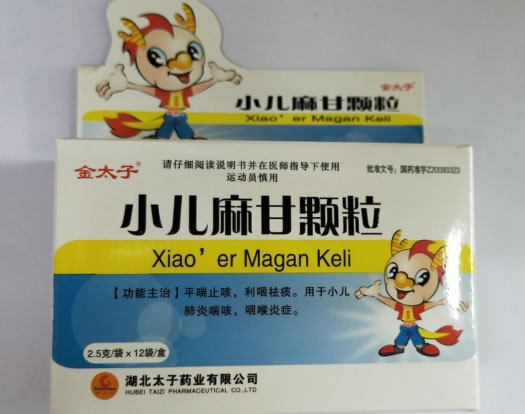 金太子
小儿麻甘颗粒
Xiao'er Magan Keli
金太子®
请仔细阅读说明书并在医师指导下使用
运动员慎用
批准文号：国药准字Z20093323
小儿麻甘颗粒
Xiao'er Magan Keli
【功能主治】平喘止咳，利咽祛痰。用于小儿
肺炎喘咳，咽喉炎症。
2.5克/袋×12袋/盒
湖北太子药业有限公司
HUBEI TAIZI PHARMACEUTICAL CO.,LTD